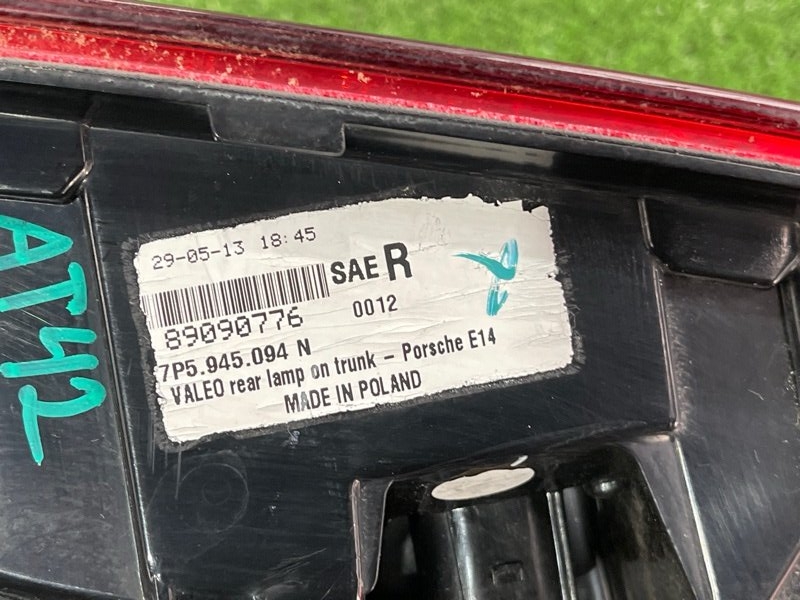 29-05-13 18:45
SAE R
89090776
0012
7P5.945.094 N
VALEO rear lamp on trunk - Porsche E14
MADE IN POLAND
AT42